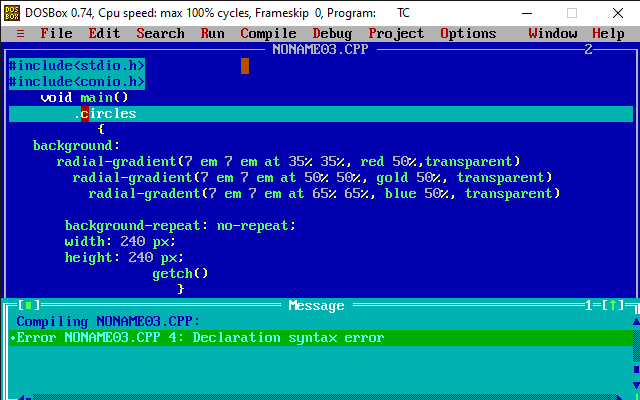 DOSBox 0.74, Cpu speed: max 100% cycles, Frameskip 0, Program: TC
≡ File Edit Search Run Compile Debug Project Options Window Help
NONAME03.CPP 2
#include<stdio.h>
#include<conio.h>
void main()
.circles
{
background:
radial-gradient(7 em 7 em at 35% 35%, red 50%,transparent)
radial-gradent(7 em 7 em at 50% 50%, gold 50%, transparent)
radial-gradent(7 em 7 em at 65% 65%, blue 50%, transparent)
background-repeat: no-repeat;
width: 240 px;
height: 240 px;
getch()
}
Message 1
Compiling NONAME03.CPP:
•Error NONAME03.CPP 4: Declaration syntax error